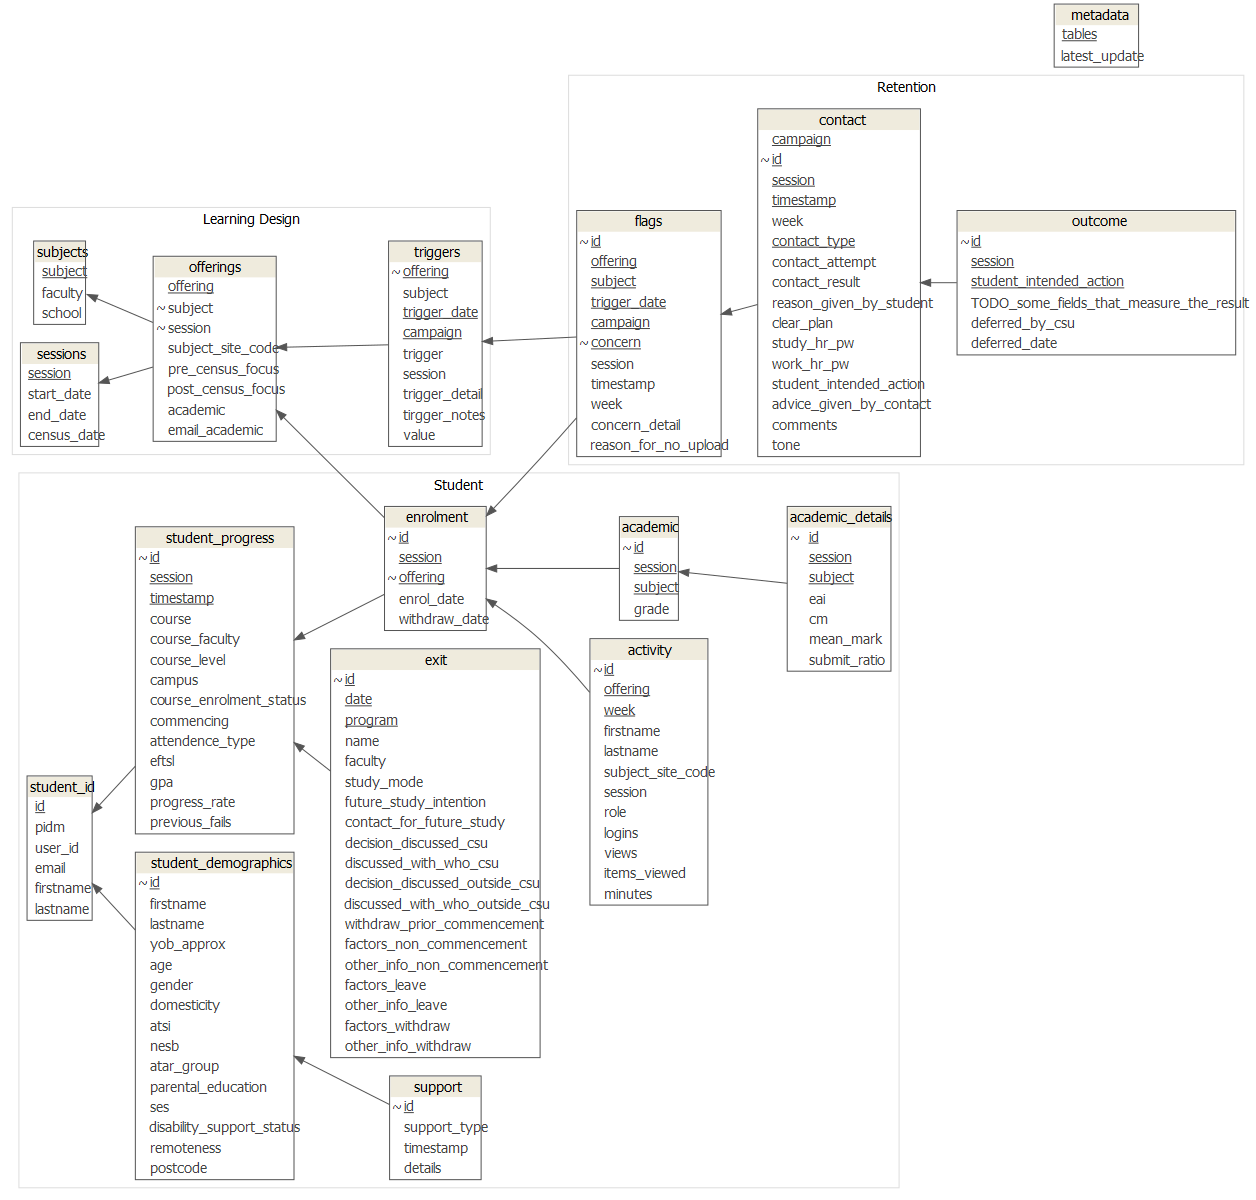 metadata
tables
latest_update
Retention
contact
campaign
~ id
session
timestamp
week
contact_type
contact_attempt
contact_result
reason_given_by_student
clear_plan
study_hr_pw
work_hr_pw
student_intended_action
advice_given_by_contact
comments
tone
flags
~ id
offering
subject
trigger_date
campaign
~ concern
session
timestamp
week
concern_detail
reason_for_no_upload
outcome
~ id
session
student_intended_action
TODO_some_fields_that_measure_the_result
deferred_by_csu
deferred_date
Learning Design
subjects
subject
faculty
school
sessions
session
start_date
end_date
census_date
offerings
offering
~ subject
~ session
subject_site_code
pre_census_focus
post_census_focus
academic
email_academic
triggers
~ offering
subject
trigger_date
campaign
trigger
session
trigger_detail
tirgger_notes
value
Student
enrolment
~ id
session
~ offering
enrol_date
withdraw_date
academic
~ id
session
subject
grade
academic_details
~ id
session
subject
eai
cm
mean_mark
submit_ratio
student_progress
~ id
session
timestamp
course
course_faculty
course_level
campus
course_enrolment_status
commencing
attendence_type
eftsl
gpa
progress_rate
previous_fails
exit
~ id
date
program
name
faculty
study_mode
future_study_intention
contact_for_future_study
decision_discussed_csu
discussed_with_who_csu
decision_discussed_outside_csu
discussed_with_who_outside_csu
withdraw_prior_commencement
factors_non_commencement
other_info_non_commencement
factors_leave
other_info_leave
factors_withdraw
other_info_withdraw
activity
~ id
offering
week
firstname
lastname
subject_site_code
session
role
logins
views
items_viewed
minutes
student_id
id
pidm
user_id
email
firstname
lastname
student_demographics
~ id
firstname
lastname
yob_approx
age
gender
domesticity
atsi
nesb
atar_group
parental_education
ses
disability_support_status
remoteness
postcode
support
~ id
support_type
timestamp
details